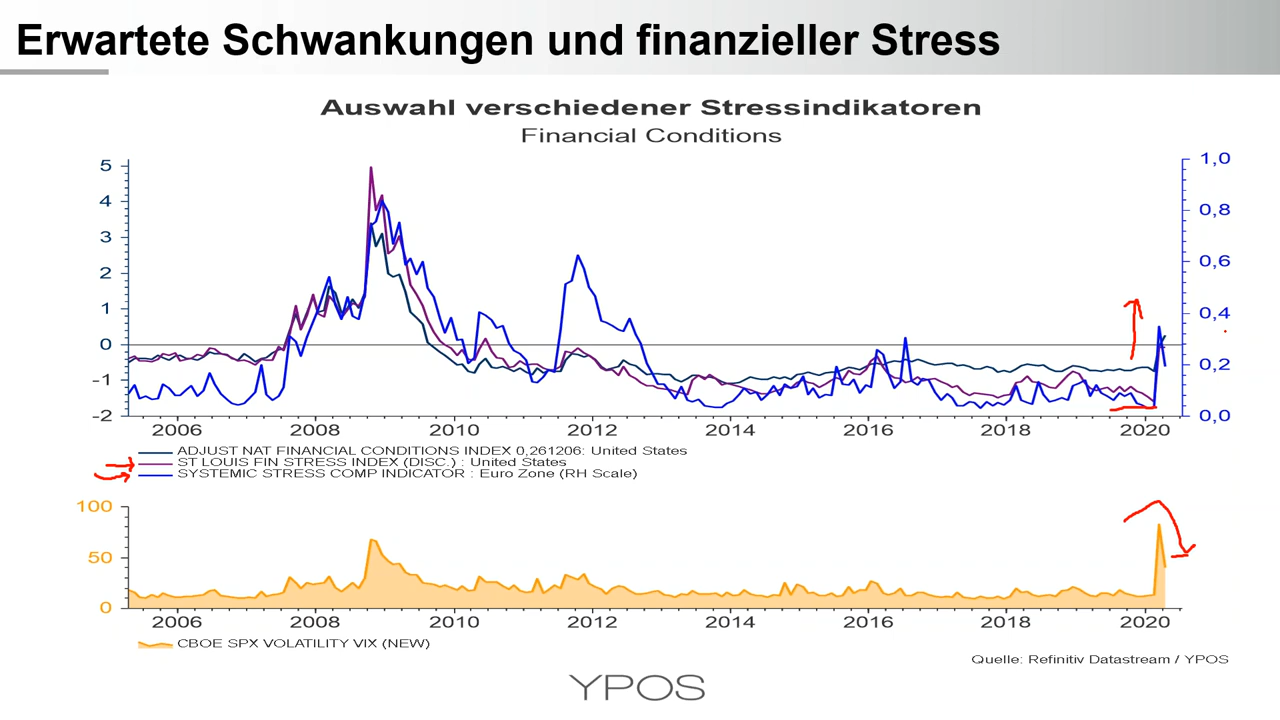 Erwartete Schwankungen und finanzieller Stress
Auswahl verschiedener Stressindikatoren
Financial Conditions
5
4
3
2
1
0
-1
-2
1,0
0,8
0,6
0,4
0,2
0,0
2006 2008 2010 2012 2014 2016 2018 2020
ADJUST NAT FINANCIAL CONDITIONS INDEX 0,261206: United States
ST LOUIS FIN STRESS INDEX (DISC.) : United States
SYSTEMIC STRESS COMP INDICATOR : Euro Zone (RH Scale)
100
50
0
2006 2008 2010 2012 2014 2016 2018 2020
CBOE SPX VOLATILITY VIX (NEW)
Quelle: Refinitiv Datastream / YPOS
YPOS